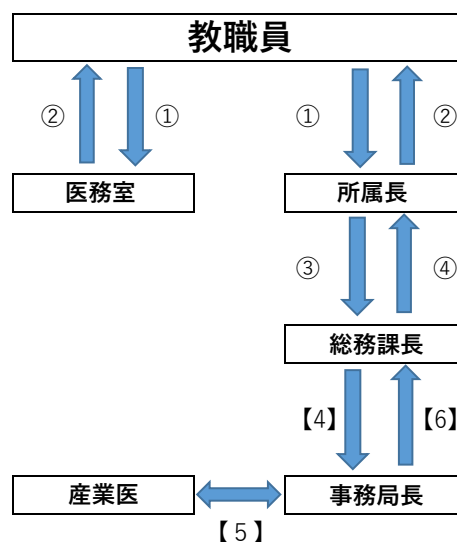 教職員
② ① ① ②
医務室 所属長
③ ④
総務課長
【4】 【6】
産業医 事務局長
【5】